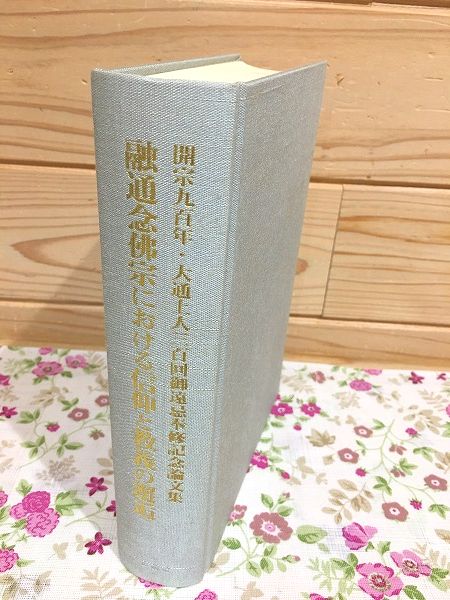 開宗九百年・大通上人三百回御遠忌奉修記念論文集
融通念佛宗における信仰と教義の邂逅